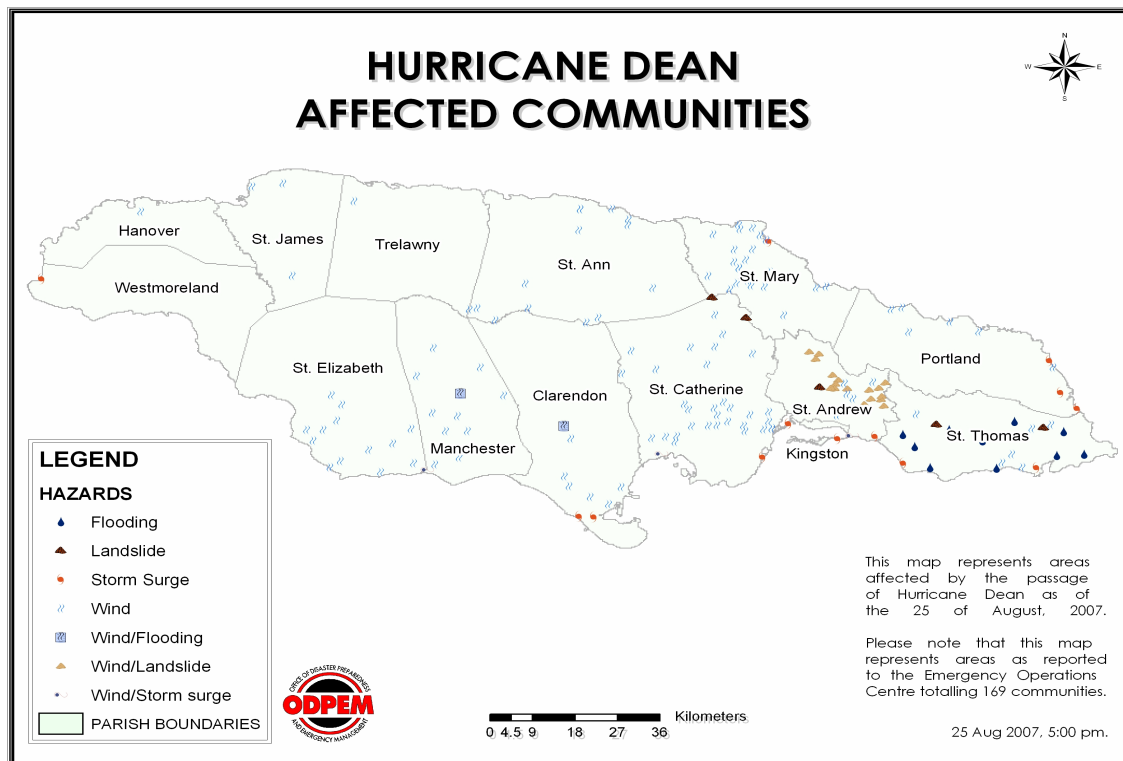 HURRICANE DEAN
AFFECTED COMMUNITIES
N
W
E
S
Hanover
St. James
Trelawny
St. Ann
St. Mary
Westmoreland
Portland
St. Elizabeth
Clarendon
St. Catherine
St. Andrew
St. Thomas
Manchester
Kingston
LEGEND
HAZARDS
Flooding
Landslide
Storm Surge
Wind
Wind/Flooding
Wind/Landslide
Wind/Storm surge
PARISH BOUNDARIES
OFFICE OF DISASTER PREPAREDNESS
ODPEM
AND EMERGENCY MANAGEMENT
Kilometers
0 4.5 9 18 27 36
This map represents areas
affected by the passage
of Hurricane Dean as of
the 25 of August, 2007.
Please note that this map
represents areas as reported
to the Emergency Operations
Centre totalling 169 communities.
25 Aug 2007, 5:00 pm.